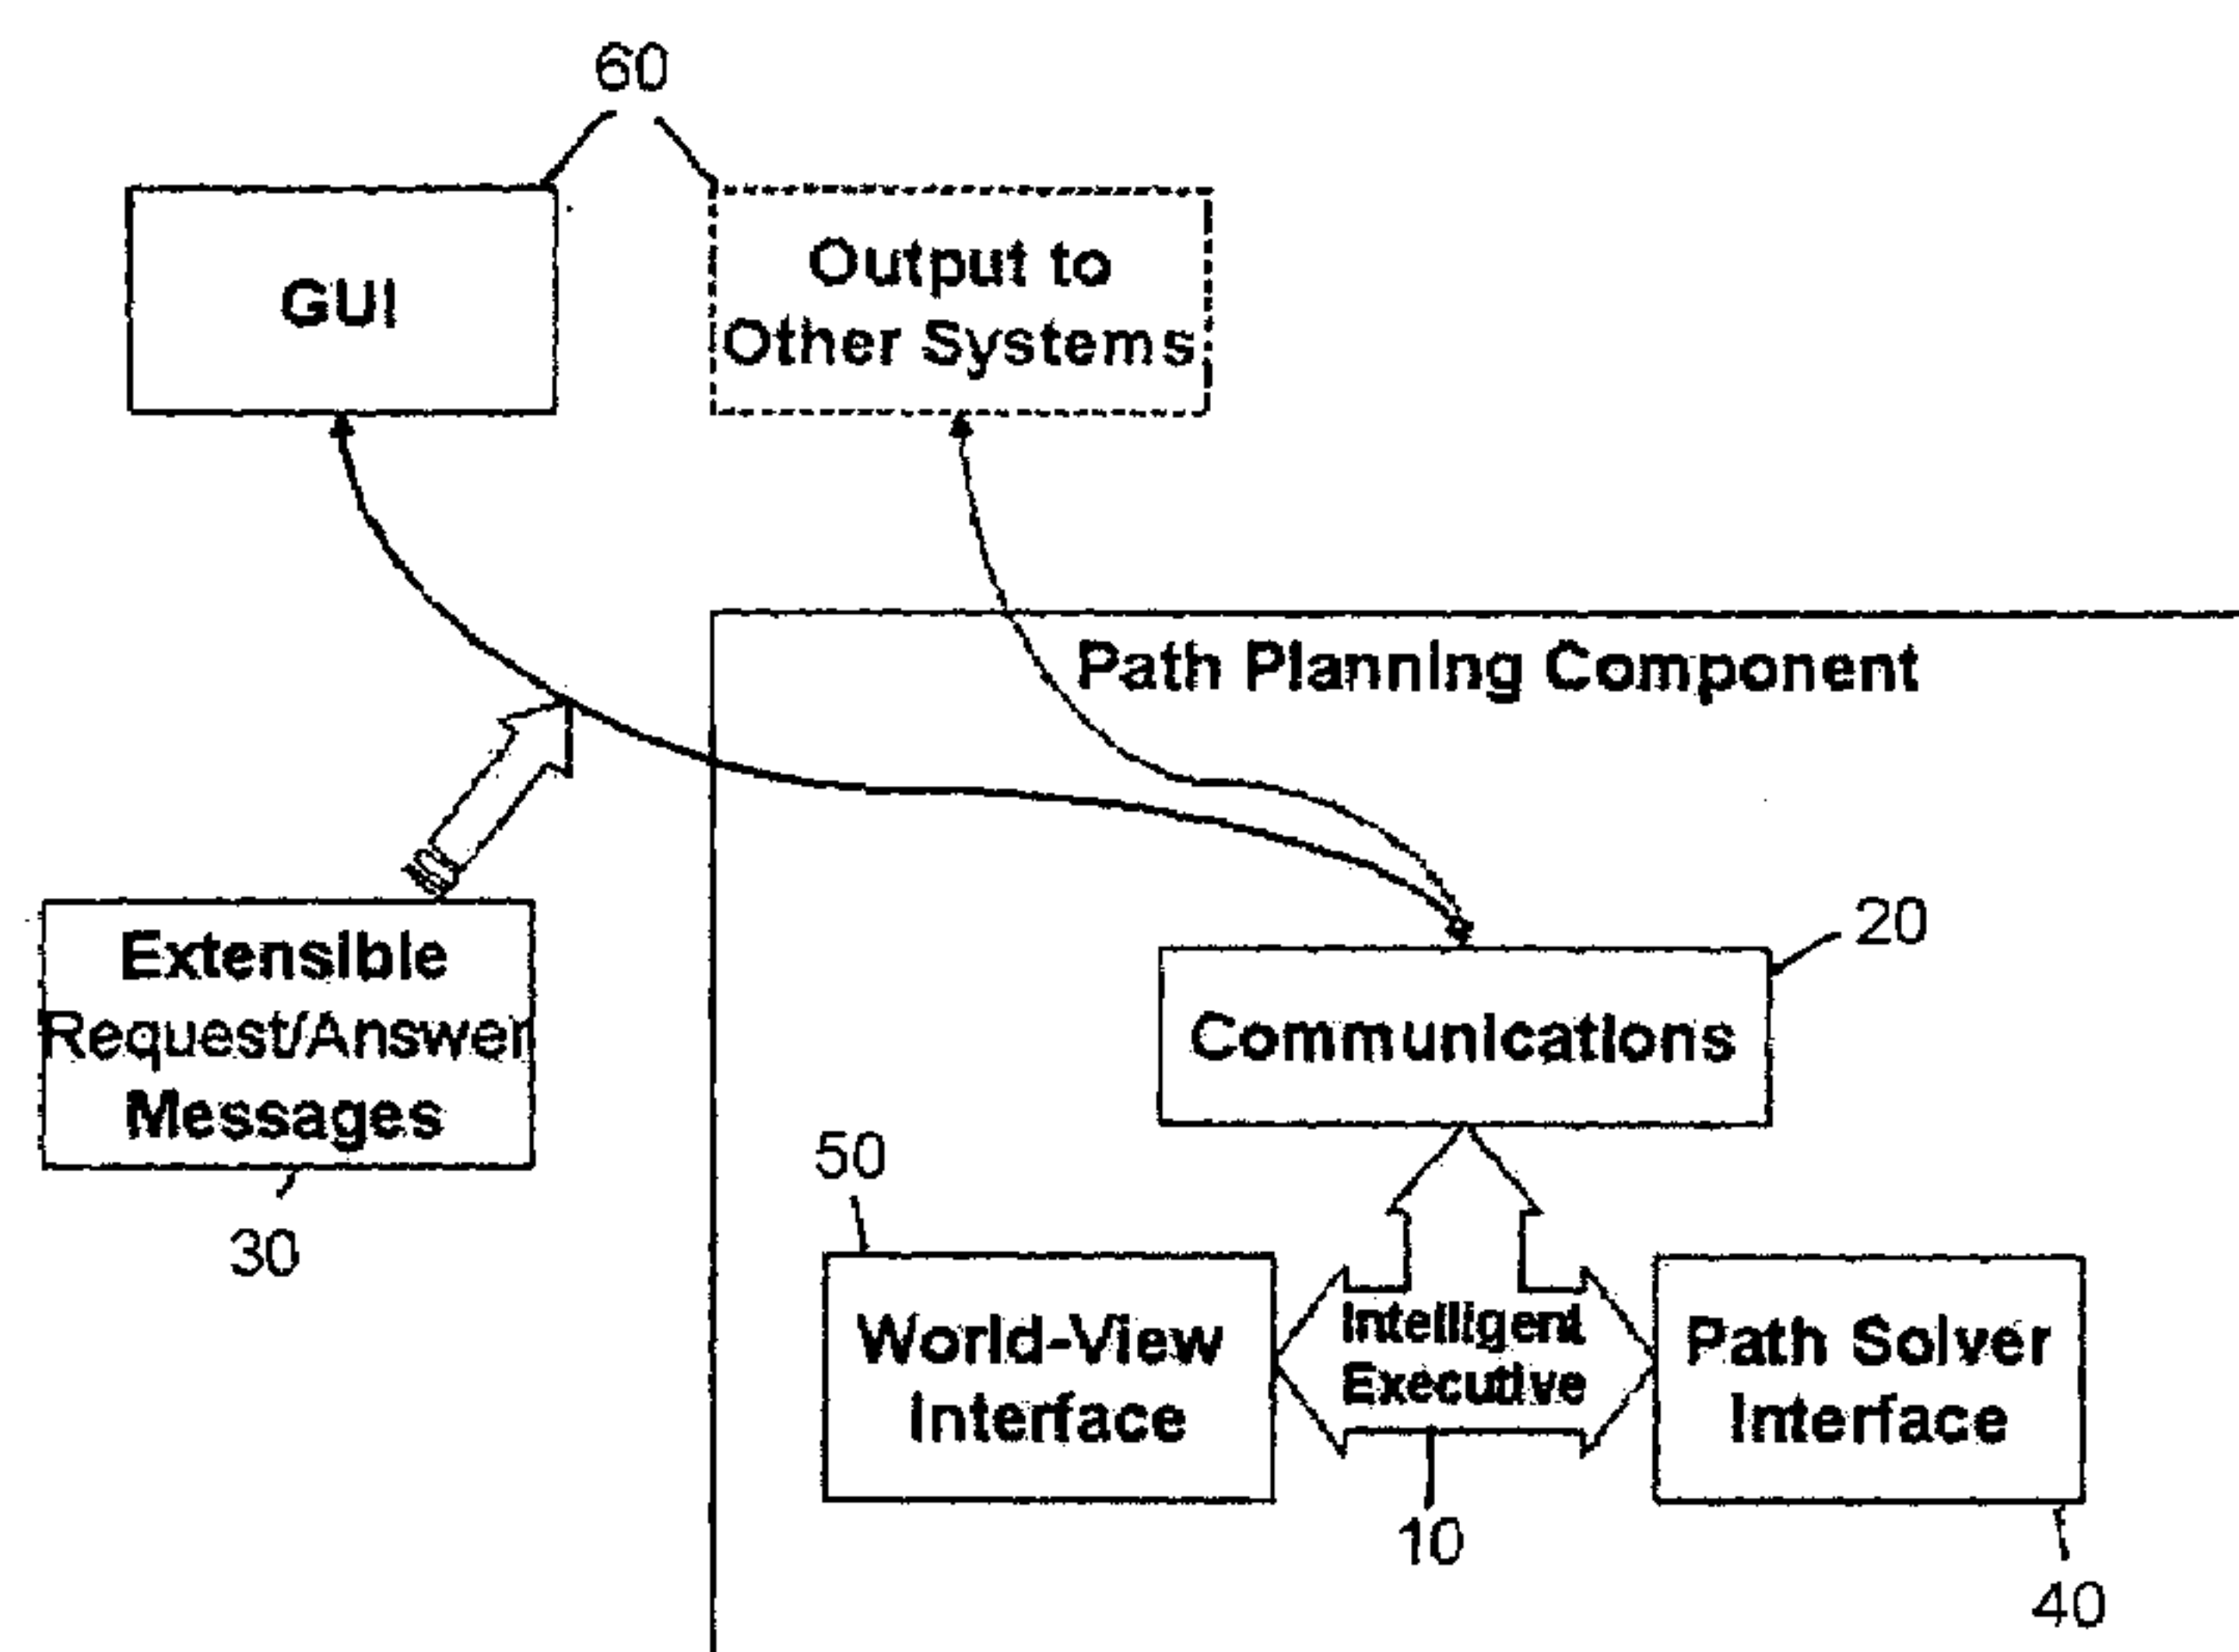 60
GUI
Output to
Other Systems
Path Planning Component
Extensible
Request/Answer
Messages
30
20
Communications
50
World-View
Interface
Intelligent
Executive
10
Path Solver
Interface
40